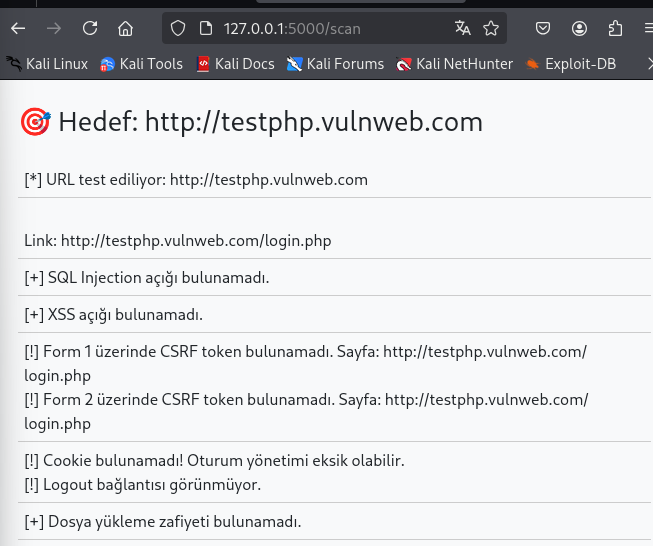 127.0.0.1:5000/scan
Kali Linux Kali Tools Kali Docs Kali Forums Kali NetHunter Exploit-DB
🎯 Hedef: http://testphp.vulnweb.com
[*] URL test ediliyor: http://testphp.vulnweb.com
Link: http://testphp.vulnweb.com/login.php
[+] SQL Injection açığı bulunamadı.
[+] XSS açığı bulunamadı.
[!] Form 1 üzerinde CSRF token bulunamadı. Sayfa: http://testphp.vulnweb.com/
login.php
[!] Form 2 üzerinde CSRF token bulunamadı. Sayfa: http://testphp.vulnweb.com/
login.php
[!] Cookie bulunamadı! Oturum yönetimi eksik olabilir.
[!] Logout bağlantısı görünmüyor.
[+] Dosya yükleme zafiyeti bulunamadı.